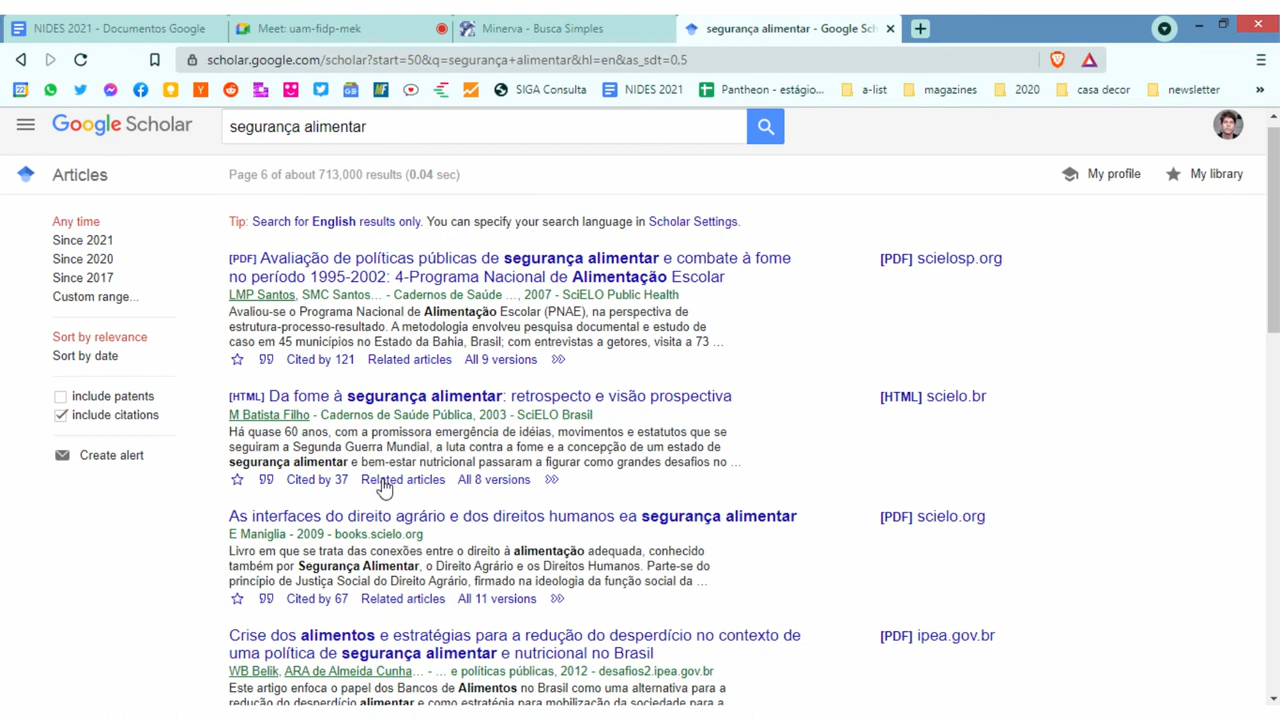 NIDES 2021 - Documentos Google
Meet: uam-fidp-mek
Minerva - Busca Simples
segurança alimentar - Google Sc
scholar.google.com/scholar?start=50&q=segurança+alimentar&hl=en&as_sdt=0,5
SIGA Consulta
NIDES 2021
Pantheon - estágio...
a-list
magazines
2020
casa decor
newsletter
»
Google Scholar
segurança alimentar
Articles
Page 6 of about 713,000 results (0.04 sec)
My profile
My library
Any time
Since 2021
Since 2020
Since 2017
Custom range...
Sort by relevance
Sort by date
include patents
include citations
Create alert
Tip: Search for English results only. You can specify your search language in Scholar Settings.
[PDF] Avaliação de políticas públicas de segurança alimentar e combate à fome
no período 1995-2002: 4-Programa Nacional de Alimentação Escolar
[PDF] scielosp.org
LMP Santos, SMC Santos... - Cadernos de Saúde ..., 2007 - SciELO Public Health
Avaliou-se o Programa Nacional de Alimentação Escolar (PNAE), na perspectiva de
estrutura-processo-resultado. A metodologia envolveu pesquisa documental e estudo de
caso em 45 municípios no Estado da Bahia, Brasil; com entrevistas a getores, visita a 73 ...
Cited by 121 Related articles All 9 versions
[HTML] Da fome à segurança alimentar: retrospecto e visão prospectiva
[HTML] scielo.br
M Batista Filho - Cadernos de Saúde Pública, 2003 - SciELO Brasil
Há quase 60 anos, com a promissora emergência de idéias, movimentos e estatutos que se
seguiram a Segunda Guerra Mundial, a luta contra a fome e a concepção de um estado de
segurança alimentar e bem-estar nutricional passaram a figurar como grandes desafios no ...
Cited by 37 Related articles All 8 versions
As interfaces do direito agrário e dos direitos humanos ea segurança alimentar
[PDF] scielo.org
E Maniglia - 2009 - books.scielo.org
Livro em que se trata das conexões entre o direito à alimentação adequada, conhecido
também por Segurança Alimentar, o Direito Agrário e os Direitos Humanos. Parte-se do
princípio de Justiça Social do Direito Agrário, firmado na ideologia da função social da ...
Cited by 67 Related articles All 11 versions
Crise dos alimentos e estratégias para a redução do desperdício no contexto de
uma política de segurança alimentar e nutricional no Brasil
[PDF] ipea.gov.br
WB Belik, ARA de Almeida Cunha... - ... e políticas públicas, 2012 - desafios2.ipea.gov.br
Este artigo enfoca o papel dos Bancos de Alimentos no Brasil como uma alternativa para a
redução do desperdício alimentar e como estratégia para mobilização da sociedade para a